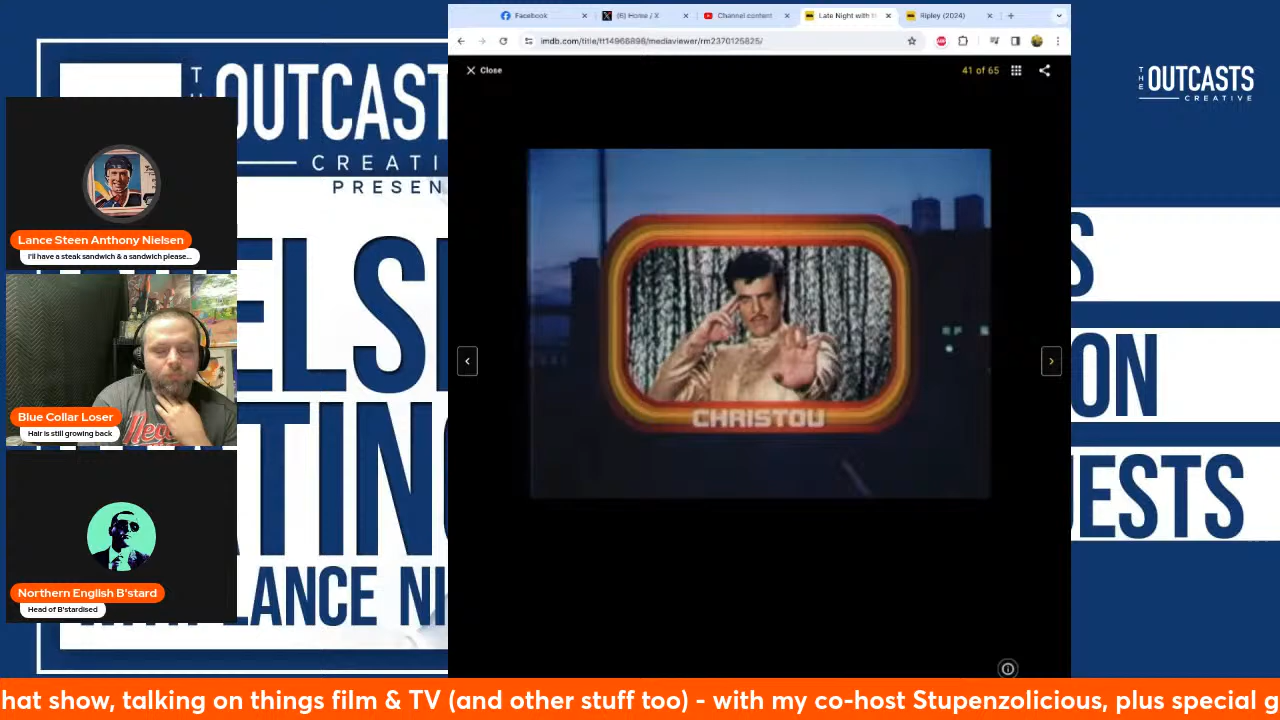 Facebook
(6) Home / X
Channel content
Late Night with th
Ripley (2024)
imdb.com/title/tt14966898/mediaviewer/rm2370125825/
Close
41 of 65
CHRISTOU
THE
OUTCASTS
CREATIVE
T
H
OUTCAST
CREATI
PRESEN
ELS
TING
LANCE NI
S
ON
UESTS
Lance Steen Anthony Nielsen
I'll have a steak sandwich & a sandwich please...
Blue Collar Loser
Hair is still growing back
Northern English B'stard
Head of B'stardised
hat show, talking on things film & TV (and other stuff too) - with my co-host Stupenzolicious, plus special g